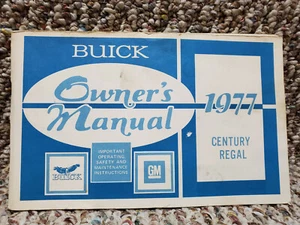 BUICK
Owner's
Manual
IMPORTANT
OPERATING,
SAFETY AND
MAINTENANCE
INSTRUCTIONS
BUICK
GM
1977
CENTURY
REGAL